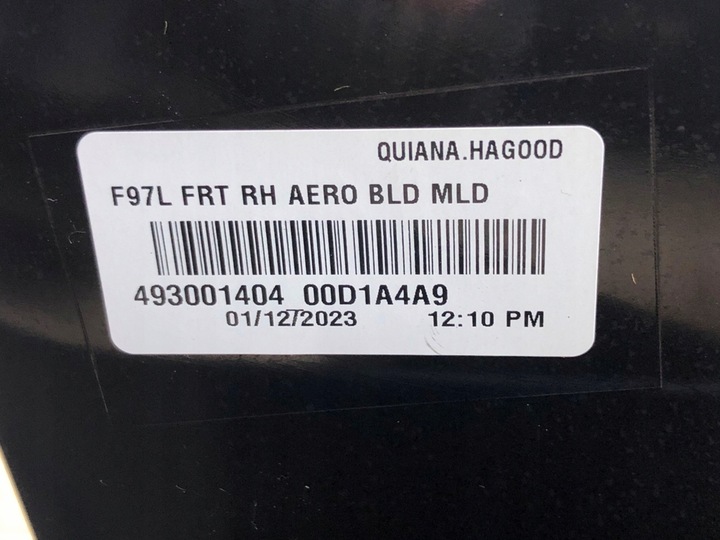 QUIANA.HAGOOD
F97L FRT RH AERO BLD MLD
493001404 00D1A4A9
01/12/2023 12:10 PM